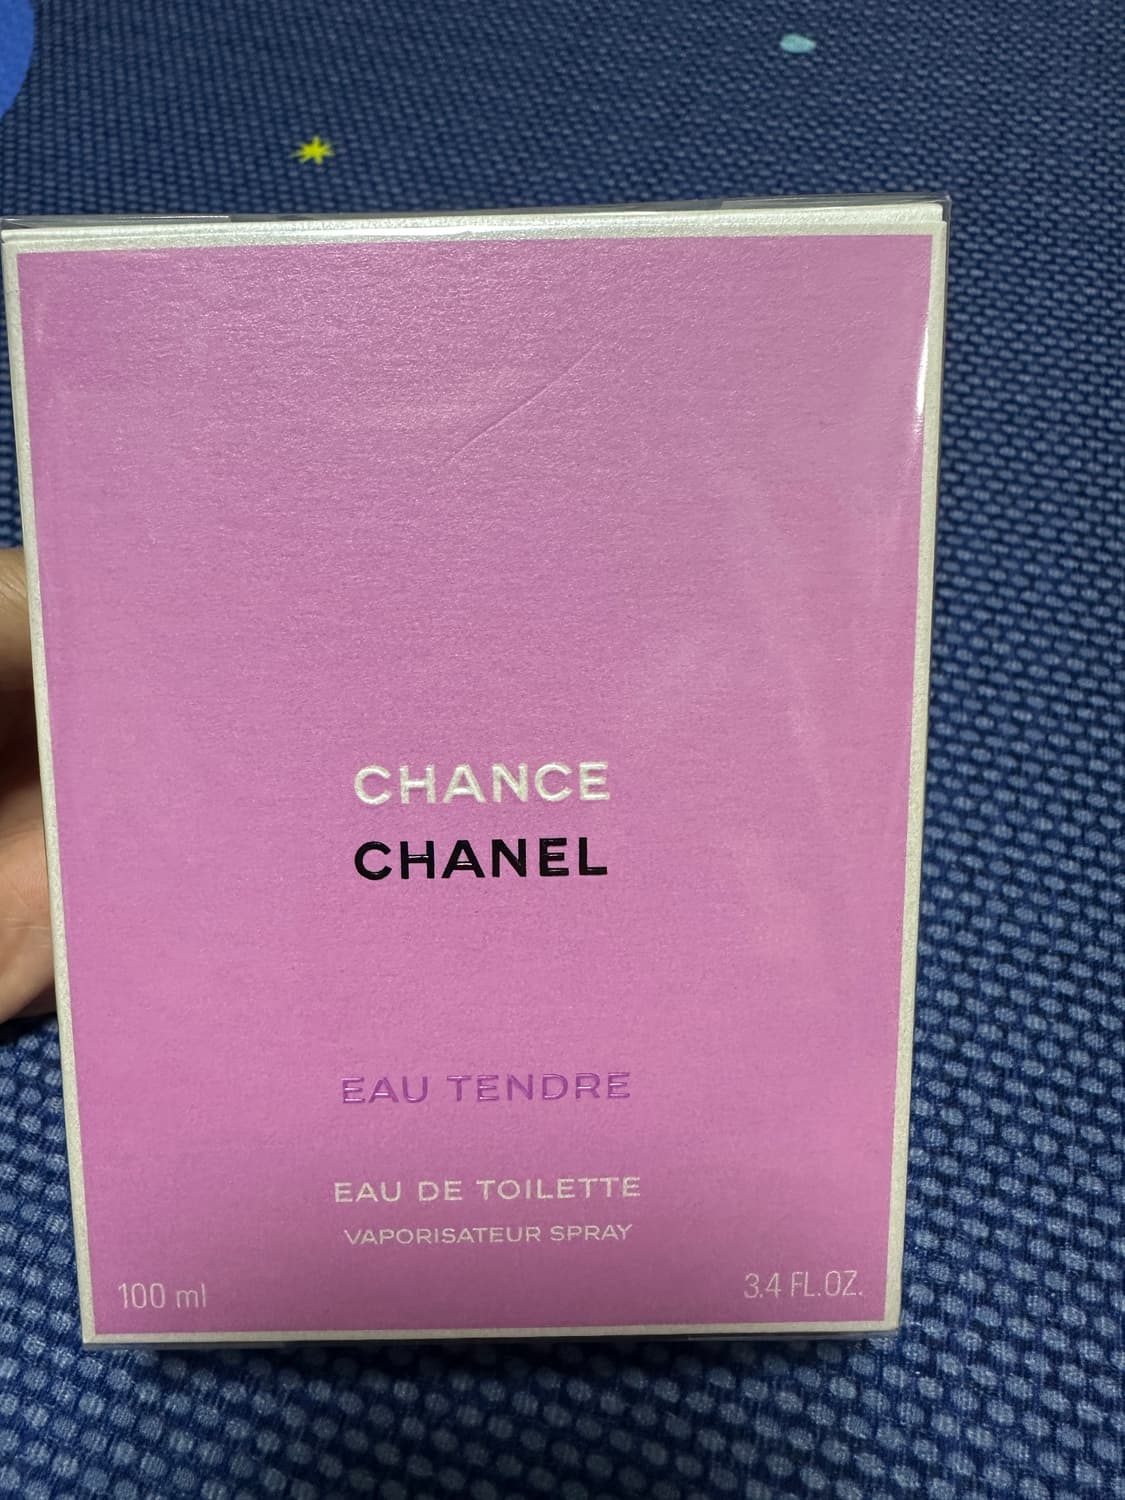 CHANCE
CHANEL
EAU TENDRE
EAU DE TOILETTE
VAPORISATEUR SPRAY
100 ml
3.4 FL.OZ.